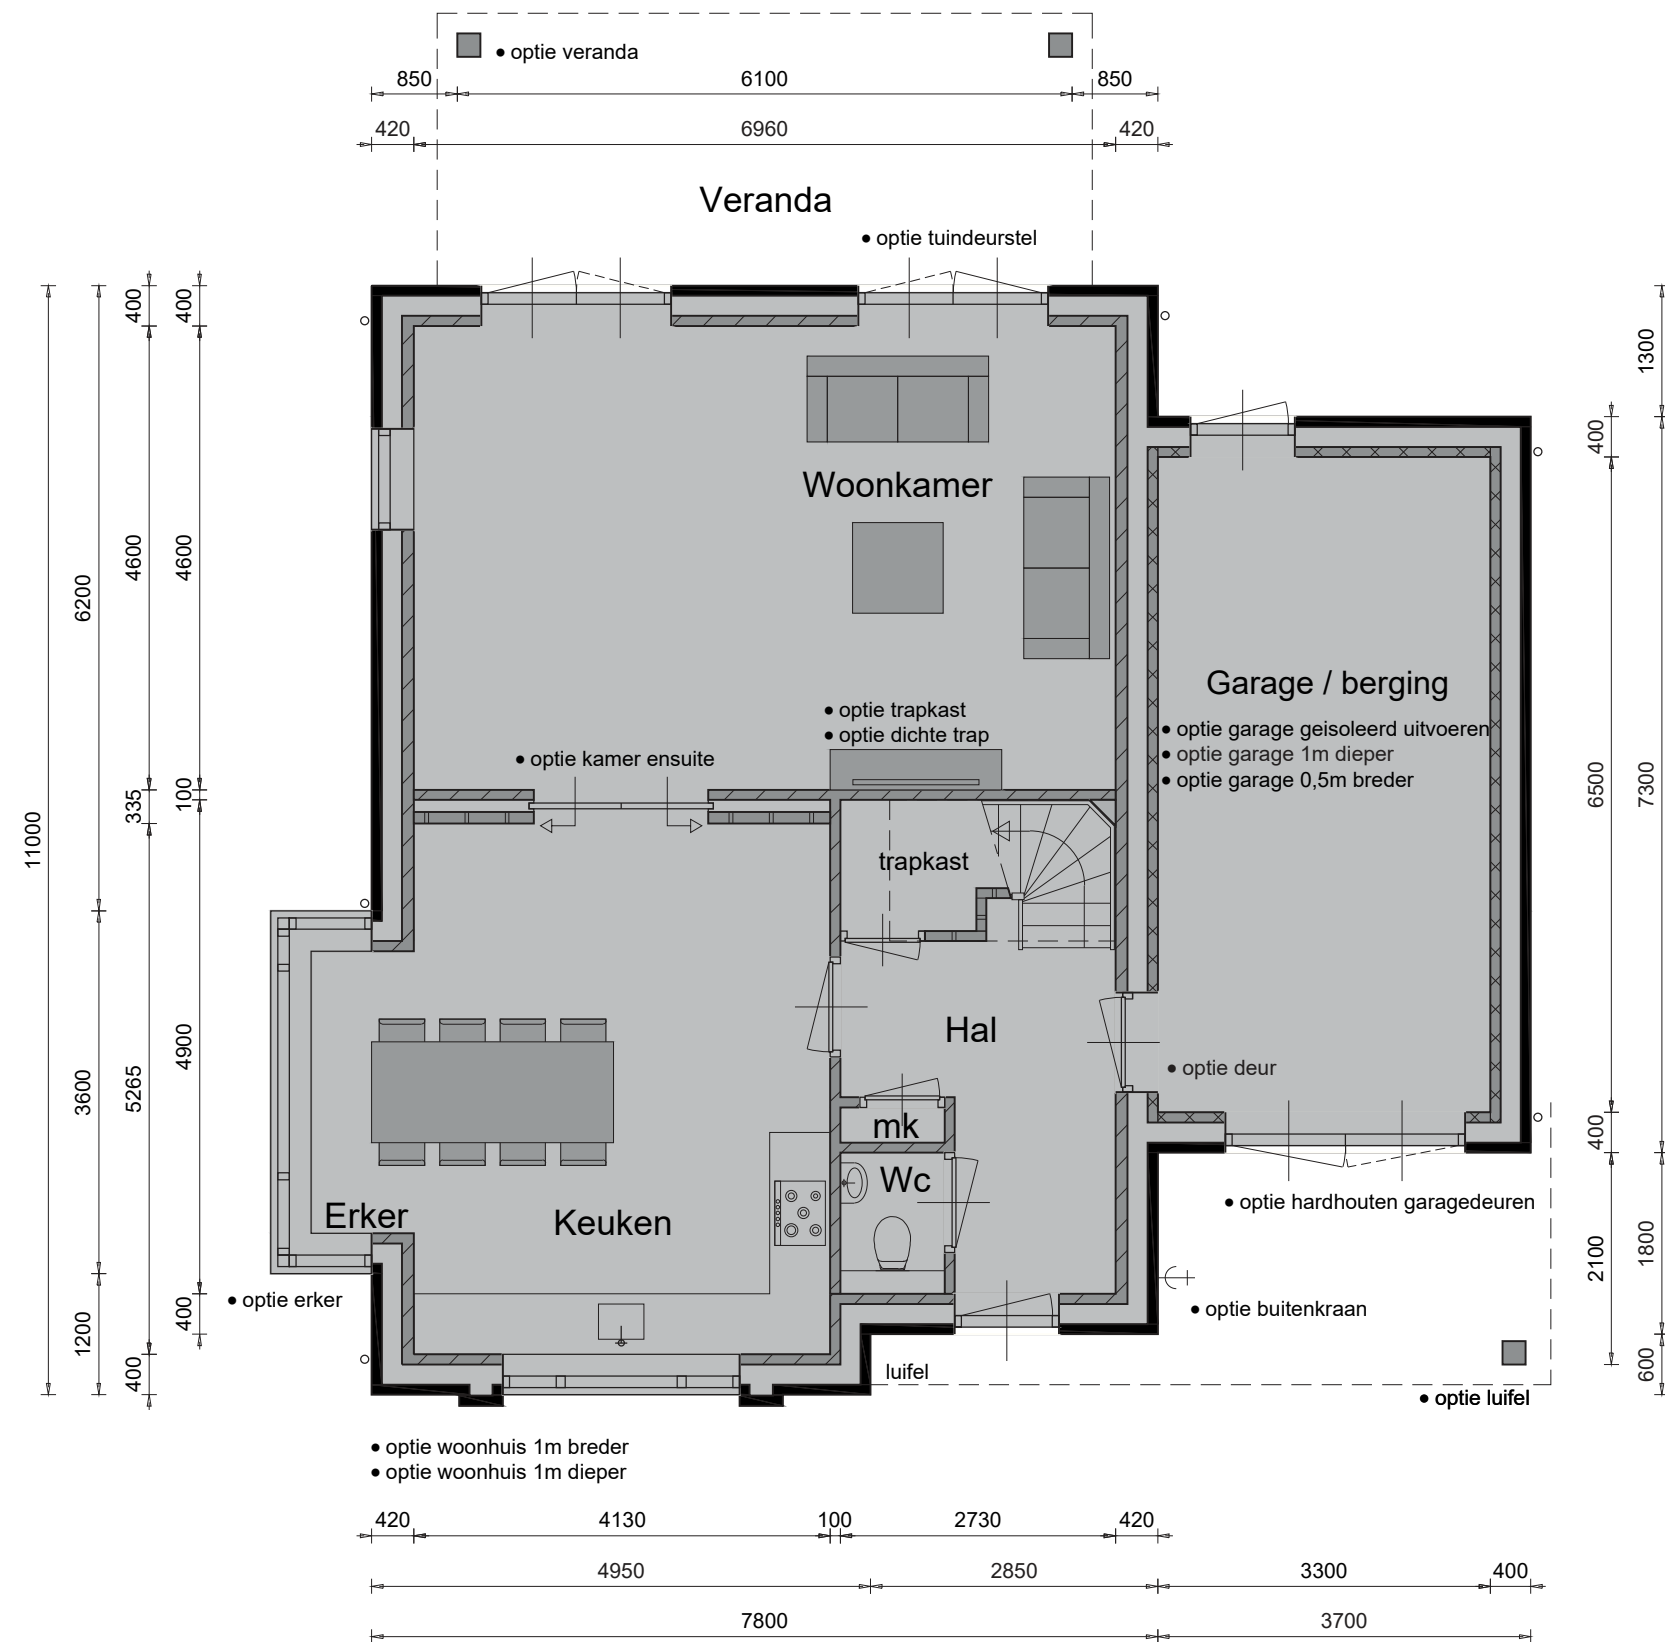 • optie veranda
850
6100
850
420
6960
420
Veranda
• optie tuindeurstel
400
400
1300
400
Woonkamer
4600
4600
6200
Garage / berging
• optie trapkast
• optie dichte trap
• optie garage geisoleerd uitvoeren
• optie garage 1m dieper
• optie garage 0,5m breder
• optie kamer ensuite
6500
7300
335
100
11000
trapkast
Hal
4900
5265
3600
• optie deur
mk
400
Wc
Erker
Keuken
• optie hardhouten garagedeuren
1800
2100
• optie erker
400
• optie buitenkraan
1200
400
luifel
600
• optie luifel
• optie woonhuis 1m breder
• optie woonhuis 1m dieper
420
4130
100
2730
420
4950
2850
3300
400
7800
3700